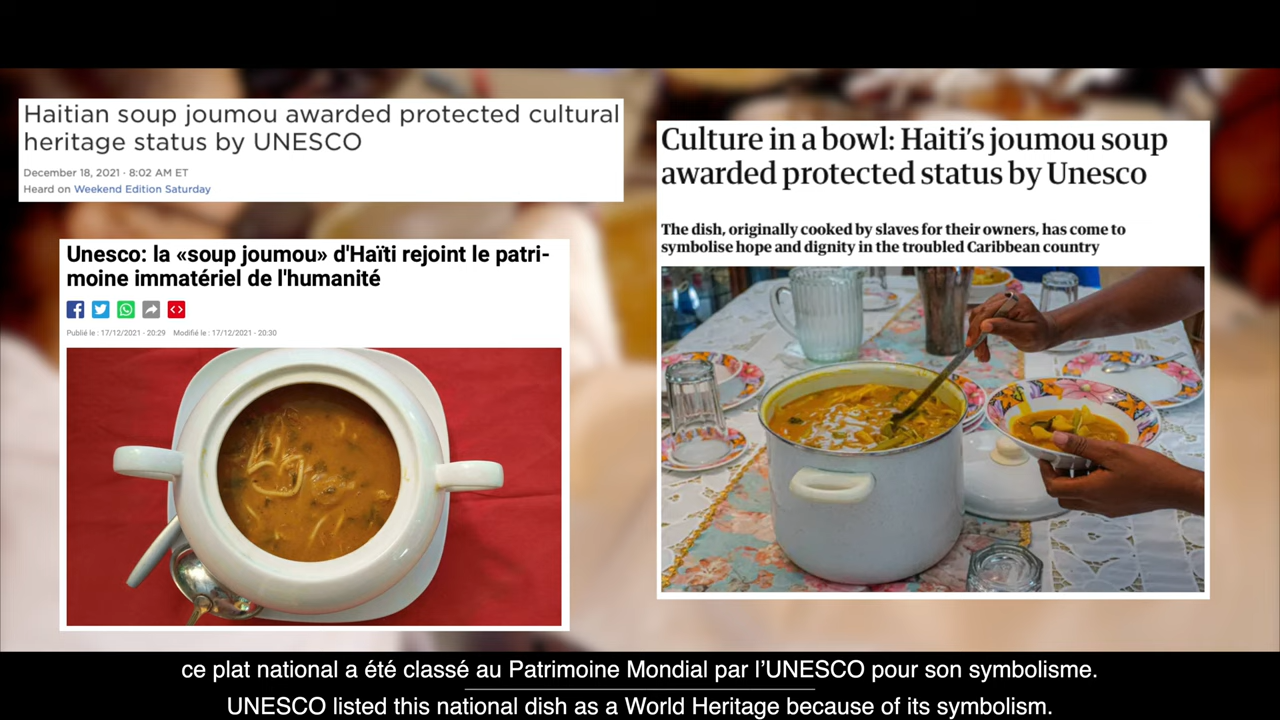 Haitian soup joumou awarded protected cultural
heritage status by UNESCO
December 18, 2021 · 8:02 AM ET
Heard on Weekend Edition Saturday
Unesco: la «soup joumou» d'Haïti rejoint le patri-
moine immatériel de l'humanité
Publié le : 17/12/2021 - 20:29 Modifié le : 17/12/2021 - 20:30
Culture in a bowl: Haiti's joumou soup
awarded protected status by Unesco
The dish, originally cooked by slaves for their owners, has come to
symbolise hope and dignity in the troubled Caribbean country
ce plat national a été classé au Patrimoine Mondial par l'UNESCO pour son symbolisme.
UNESCO listed this national dish as a World Heritage because of its symbolism.